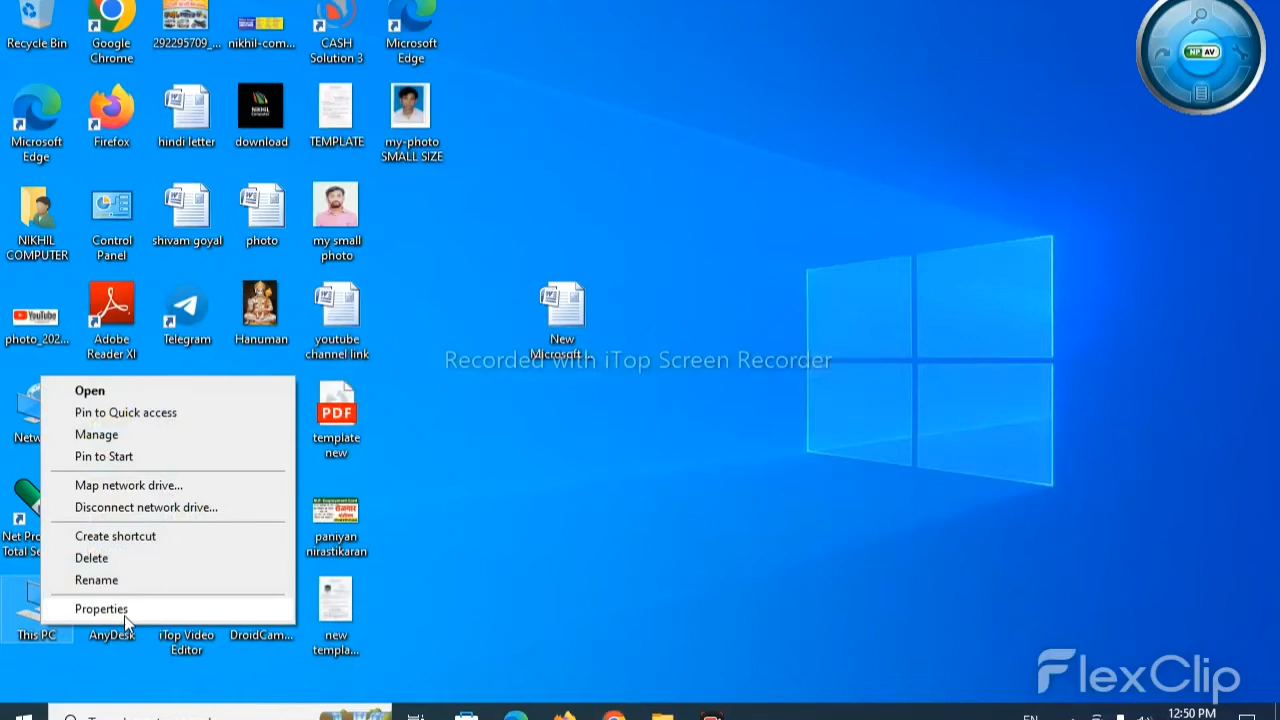 Recycle Bin
Google
Chrome
292295709_...
nikhil-com...
CASH
Solution 3
Microsoft
Edge
NP AV
Microsoft
Edge
Firefox
hindi letter
download
TEMPLATE
my-photo
SMALL SIZE
NIKHIL
COMPUTER
Control
Panel
shivam goyal
photo
my small
photo
YouTube
photo_202...
Adobe
Reader XI
Telegram
Hanuman
youtube
channel link
New
Microsoft
Recorded with iTop Screen Recorder
Open
Pin to Quick access
Manage
Pin to Start
Map network drive...
Disconnect network drive...
Create shortcut
Delete
Rename
Properties
PDF
template
new
paniyan
nirastikaran
This PC
AnyDesk
iTop Video
Editor
DroidCam...
new
templa...
FlexClip
12:50 PM